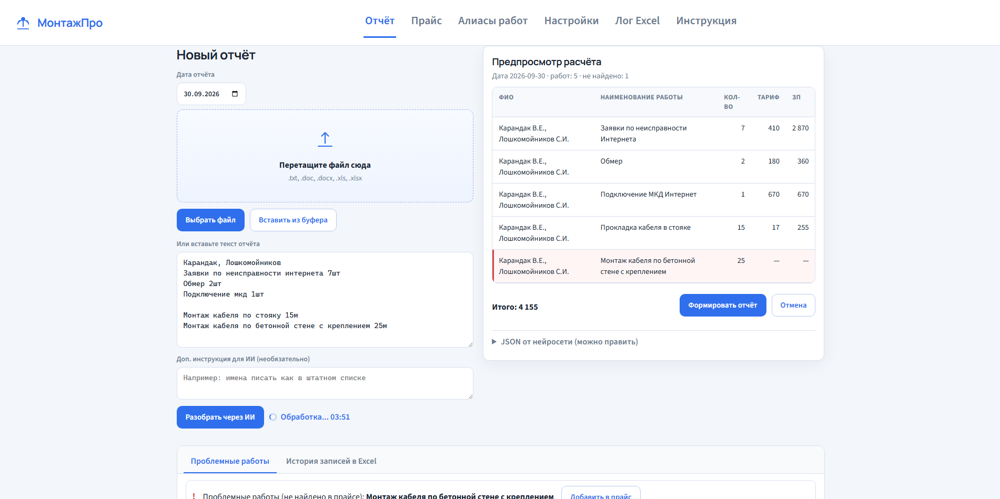 МонтажПро
Отчёт
Прайс
Алиасы работ
Настройки
Лог Excel
Инструкция
Новый отчёт
Дата отчёта
30.09.2026
Перетащите файл сюда
.txt, .doc, .docx, .xls, .xlsx
Выбрать файл
Вставить из буфера
Или вставьте текст отчёта
Карандак, Лошкомойников
Заявки по неисправности интернета 7шт
Обмер 2шт
Подключение мкд 1шт
Монтаж кабеля по стояку 15м
Монтаж кабеля по бетонной стене с креплением 25м
Доп. инструкция для ИИ (необязательно)
Например: имена писать как в штатном списке
Разобрать через ИИ
Обработка... 03:51
Предпросмотр расчёта
Дата 2026-09-30 · работ: 5 · не найдено: 1
ФИО НАИМЕНОВАНИЕ РАБОТЫ КОЛ- ТАРИФ ЗП
ВО
Карандак В.Е., Заявки по неисправности 7 410 2 870
Лошкомойников С.И. Интернета
Карандак В.Е., Обмер 2 180 360
Лошкомойников С.И.
Карандак В.Е., Подключение МКД Интернет 1 670 670
Лошкомойников С.И.
Карандак В.Е., Прокладка кабеля в стояке 15 17 255
Лошкомойников С.И.
Карандак В.Е., Монтаж кабеля по бетонной 25 — —
Лошкомойников С.И. стене с креплением
Итого: 4 155
Формировать отчёт
Отмена
JSON от нейросети (можно править)
Проблемные работы
История записей в Excel
! Проблемные работы (не найдено в прайсе): Монтаж кабеля по бетонной стене с креплением
Добавить в прайс